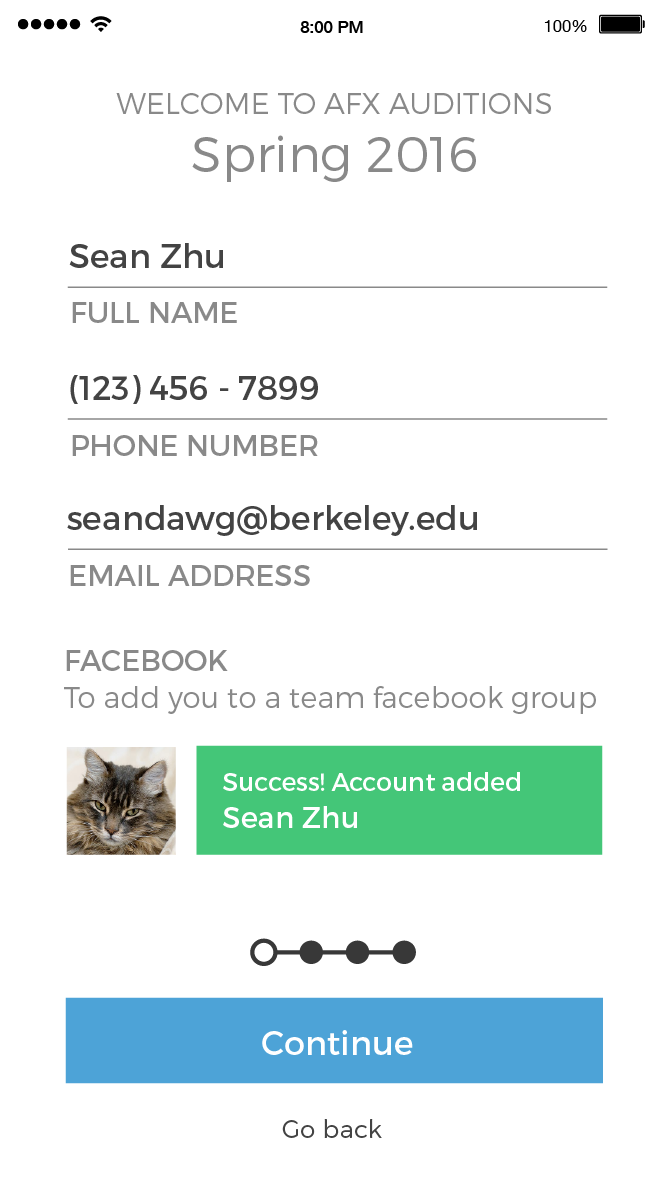 8:00 PM
100%
WELCOME TO AFX AUDITIONS
Spring 2016
Sean Zhu
FULL NAME
(123) 456 - 7899
PHONE NUMBER
seandawg@berkeley.edu
EMAIL ADDRESS
FACEBOOK
To add you to a team facebook group
Success! Account added
Sean Zhu
Continue
Go back